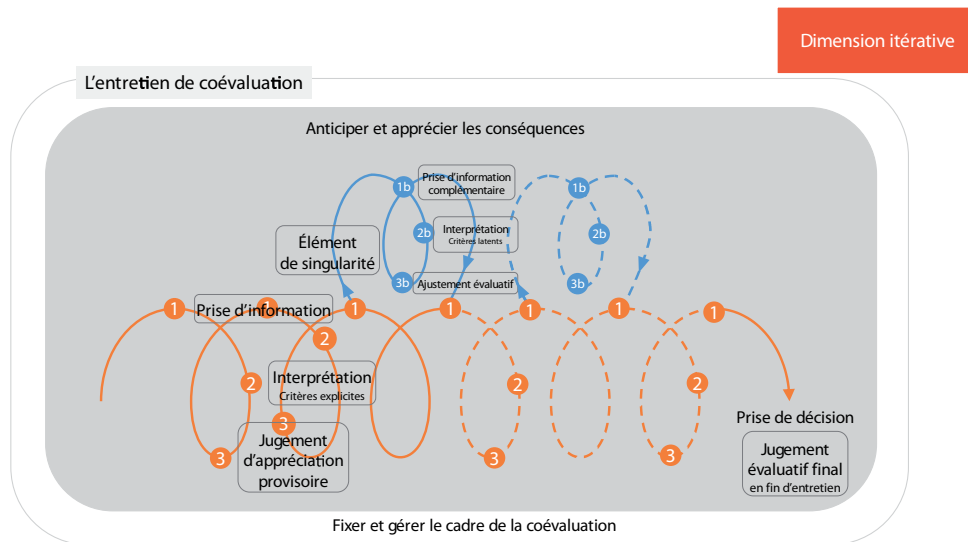 Dimension itérative
L'entretien de coévaluation
Anticiper et apprécier les conséquences
1b
Prise d'information
complémentaire
1b
2b
Interprétation
Critères latents
2b
Élément
de singularité
3b
Ajustement évaluatif
3b
1
Prise d'information
1
1
1
1
1
1
2
2
Interprétation
Critères explicites
2
2
3
Jugement
d'appréciation
provisoire
3
3
3
Prise de décision
Jugement
évaluatif final
en fin d'entretien
Fixer et gérer le cadre de la coévaluation